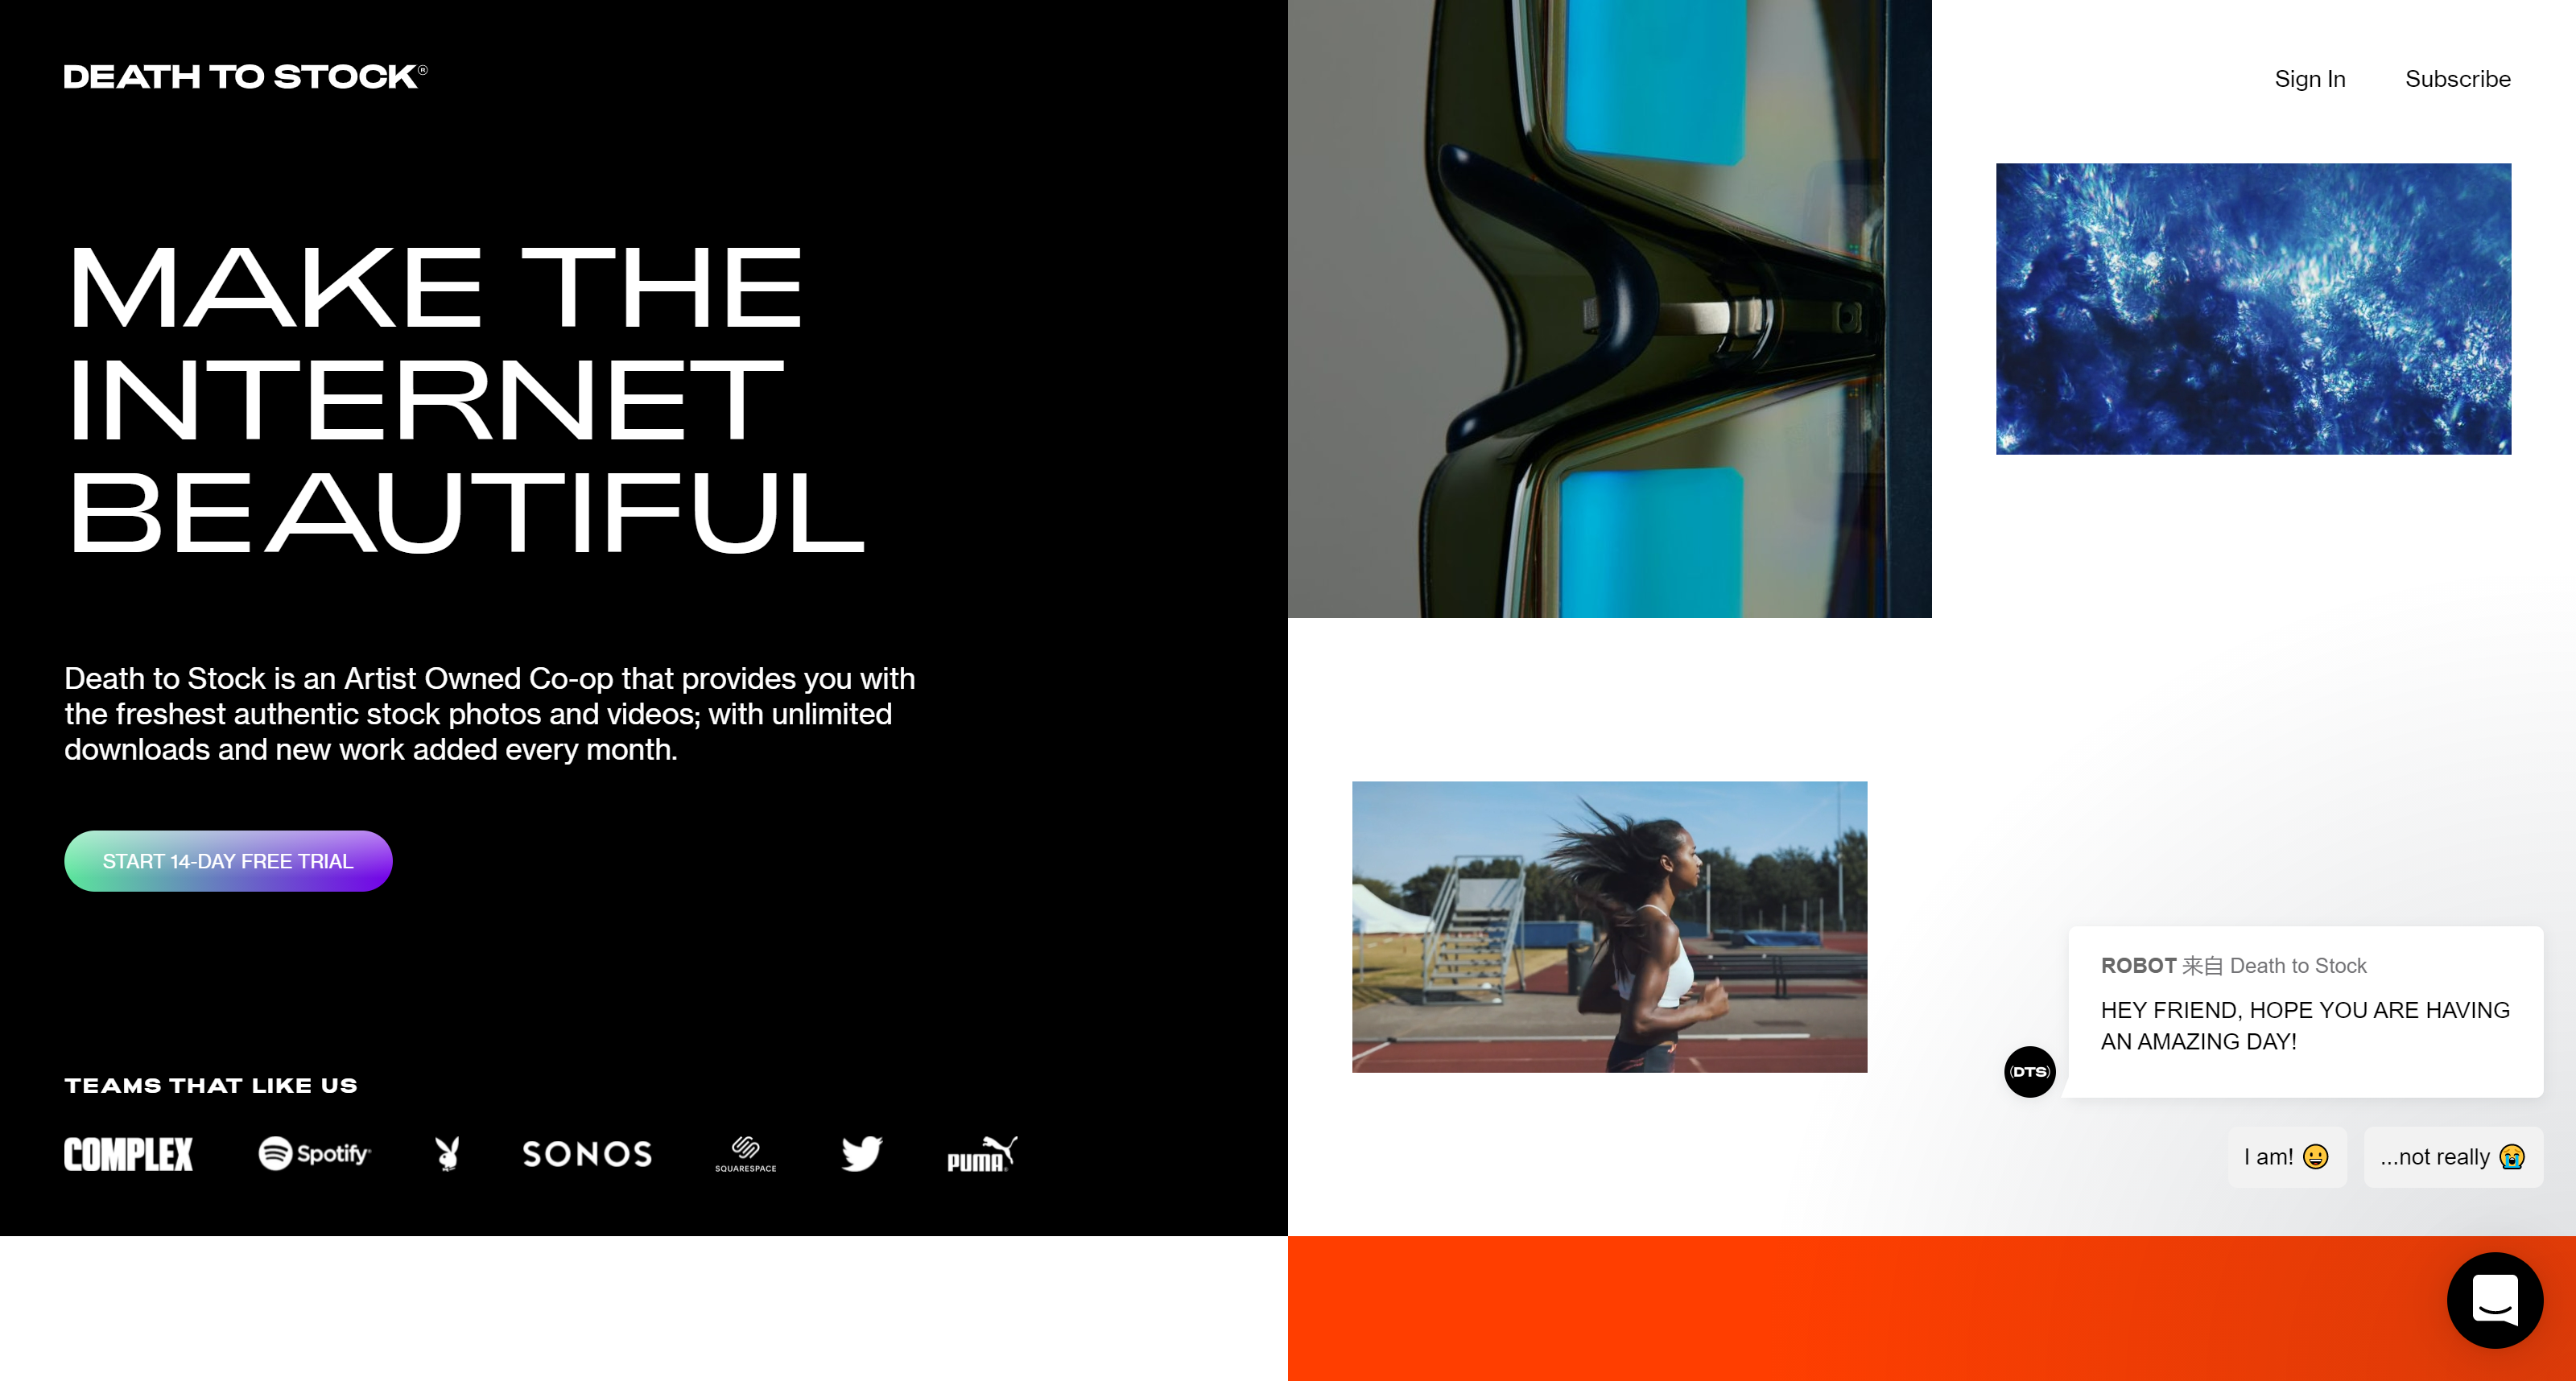 DEATH TO STOCK®
Sign In
Subscribe
MAKE THE
INTERNET
BEAUTIFUL
Death to Stock is an Artist Owned Co-op that provides you with
the freshest authentic stock photos and videos; with unlimited
downloads and new work added every month.
START 14-DAY FREE TRIAL
TEAMS THAT LIKE US
COMPLEX
Spotify
SONOS
SQUARESPACE
PUMA
ROBOT 来自 Death to Stock
HEY FRIEND, HOPE YOU ARE HAVING
AN AMAZING DAY!
(DTS)
I am! 😀
...not really 😭